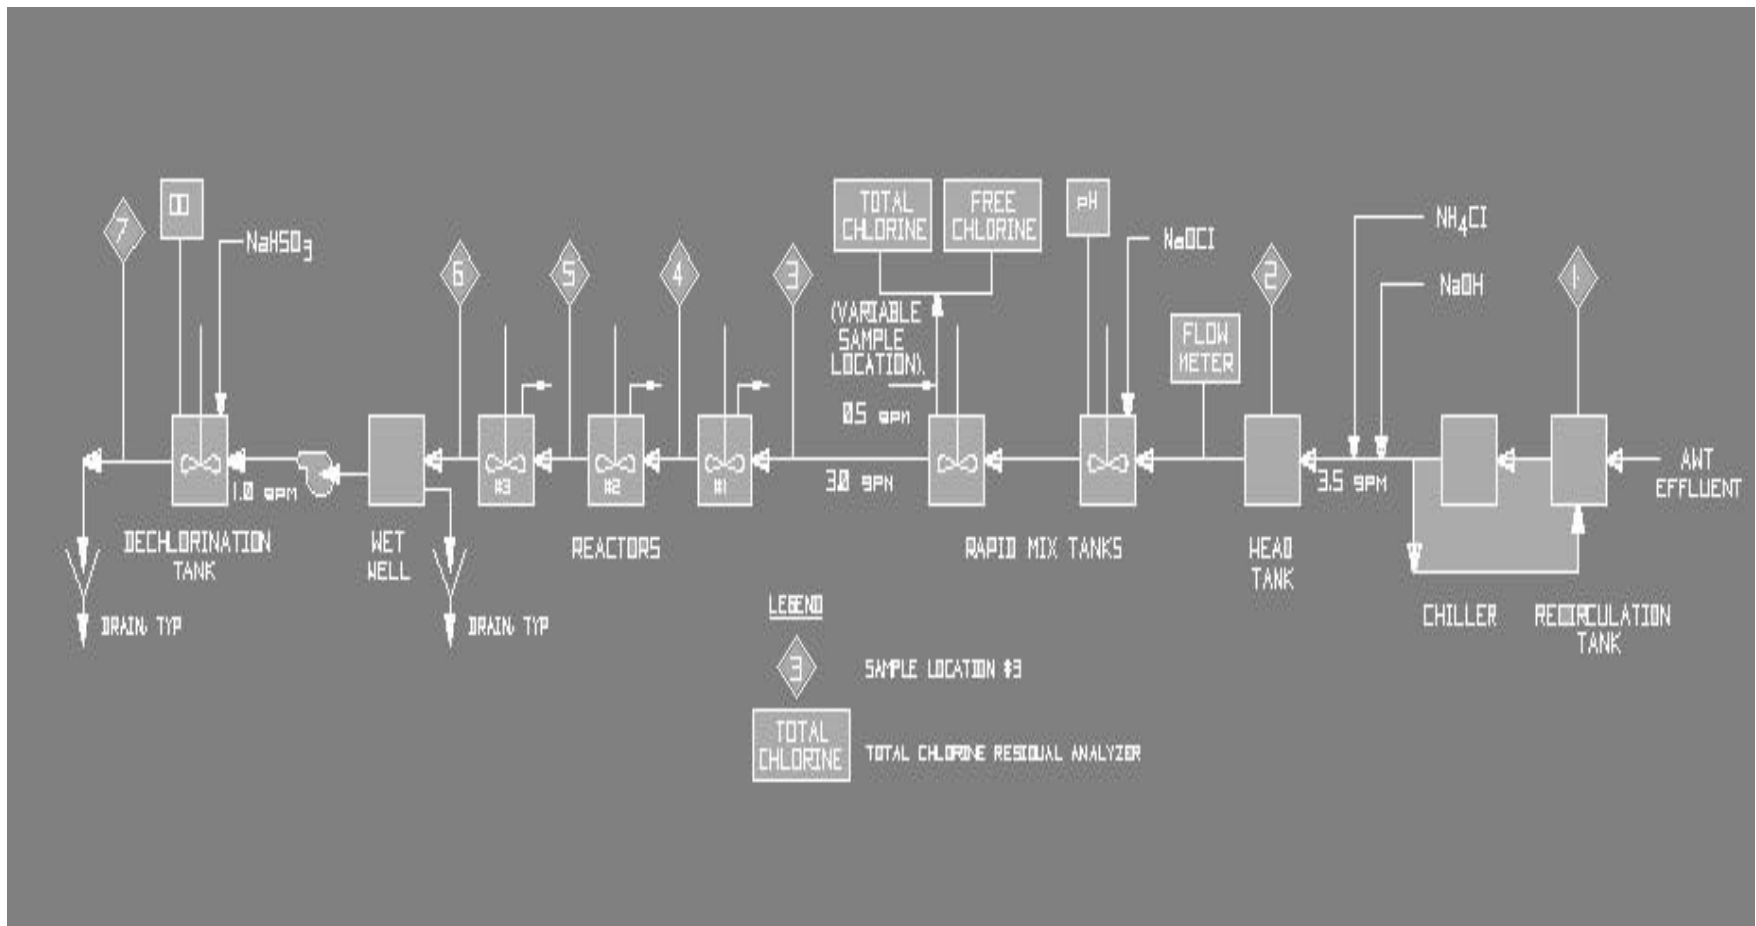 7
DO
NaHSO3
6
5
4
3
TOTAL
CHLORINE
FREE
CHLORINE
pH
NaOCl
2
NH4Cl
NaOH
1
(VARIABLE
SAMPLE
LOCATION).
FLOW
METER
0.5 gpm
1.0 gpm
#3
#2
#1
3.0 gpm
3.5 gpm
AWT
EFFLUENT
DECHLORINATION
TANK
WET
WELL
REACTORS
RAPID MIX TANKS
HEAD
TANK
CHILLER
RECIRCULATION
TANK
DRAIN, TYP
DRAIN, TYP
LEGEND
3
SAMPLE LOCATION #3
TOTAL
CHLORINE
TOTAL CHLORINE RESIDUAL ANALYZER